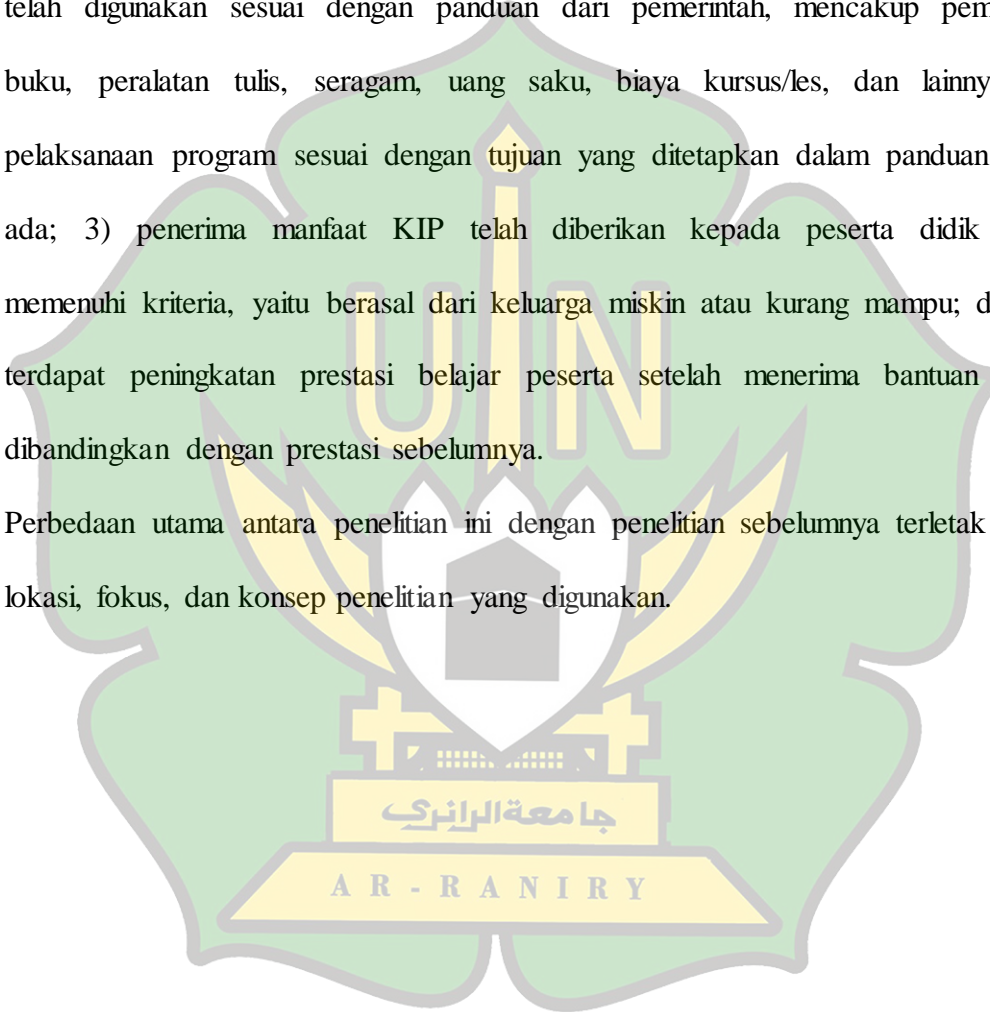 telah digunakan sesuai dengan panduan dari pemerintah, mencakup pem
buku, peralatan tulis, seragam, uang saku, biaya kursus/les, dan lainny
pelaksanaan program sesuai dengan tujuan yang ditetapkan dalam panduan
ada; 3) penerima manfaat KIP telah diberikan kepada peserta didik
memenuhi kriteria, yaitu berasal dari keluarga miskin atau kurang mampu; d
terdapat peningkatan prestasi belajar peserta setelah menerima bantuan
dibandingkan dengan prestasi sebelumnya.
Perbedaan utama antara penelitian ini dengan penelitian sebelumnya terletak
lokasi, fokus, dan konsep penelitian yang digunakan.
UIN
جامعة الرانري
AR-RANIRY